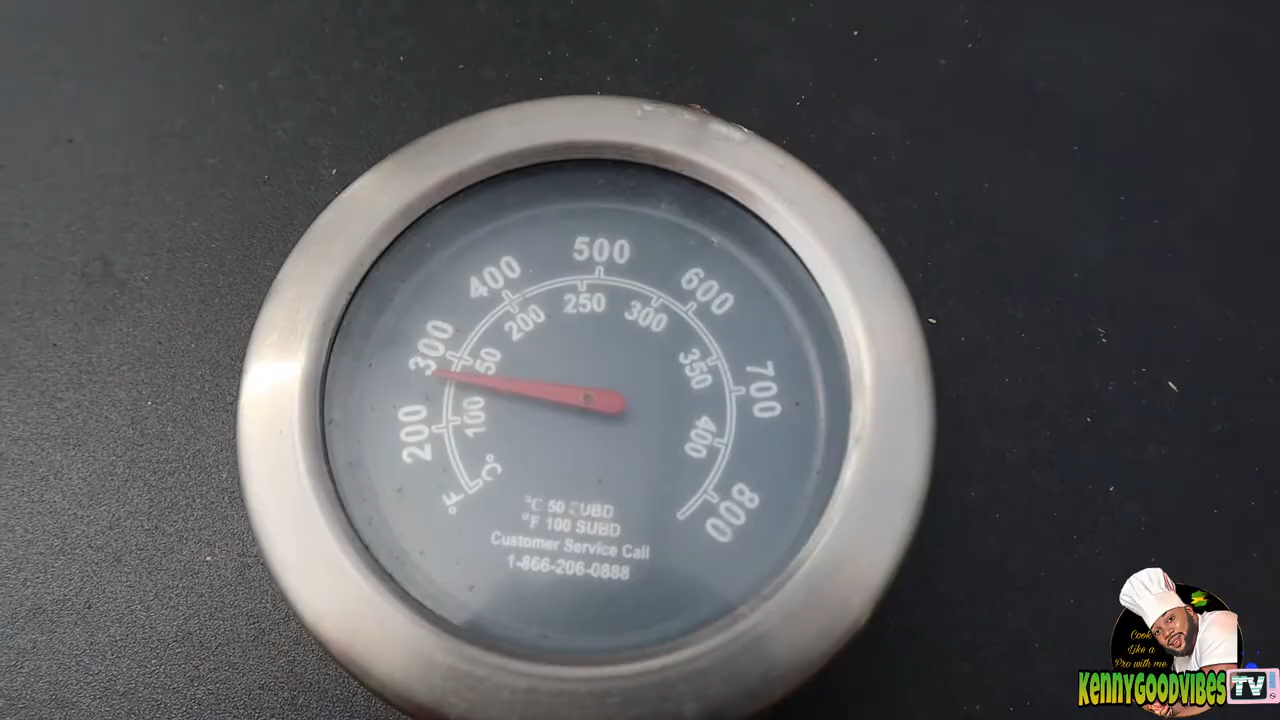 500
400
600
250
200
300
300
50
350
700
200
100
400
°C
°F
800
°C 50 SUBD
°F 100 SUBD
Customer Service Call
1-866-206-0888
Cook
Like a
Pro with me
KENNYGOODVIBES TV